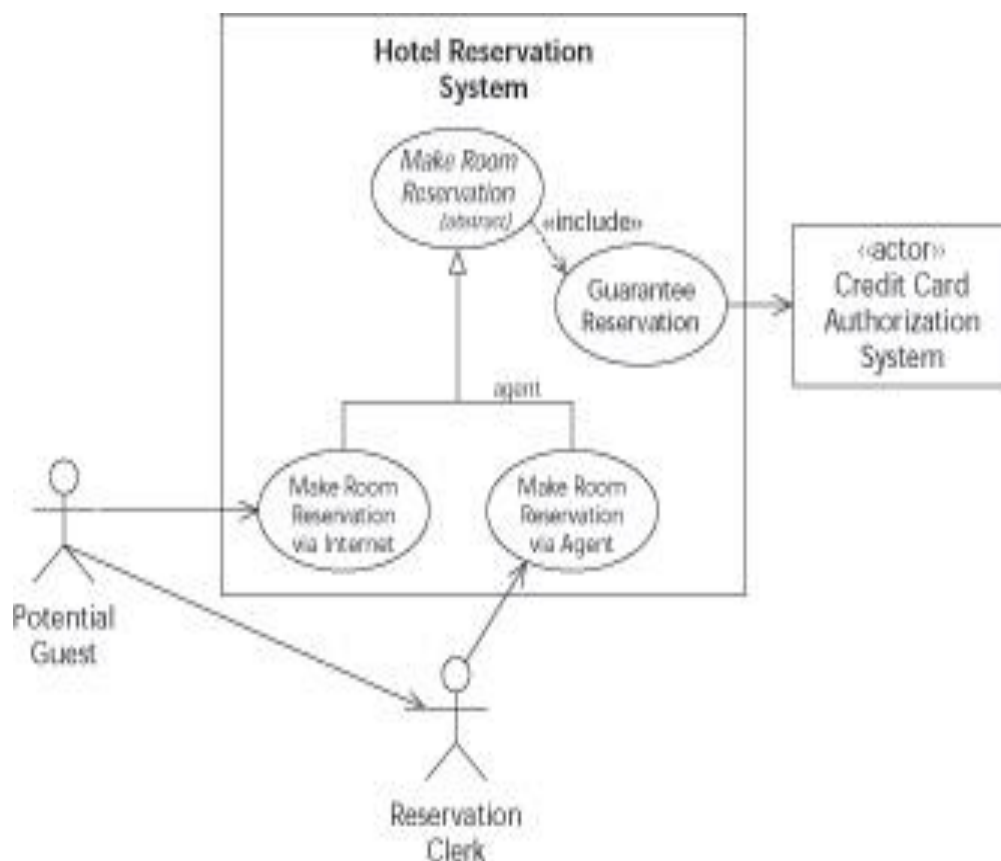 Hotel Reservation
System
Make Room
Reservation
(abstract)
«include»
Guarantee
Reservation
«actor»
Credit Card
Authorization
System
agent
Make Room
Reservation
via Internet
Make Room
Reservation
via Agent
Potential
Guest
Reservation
Clerk